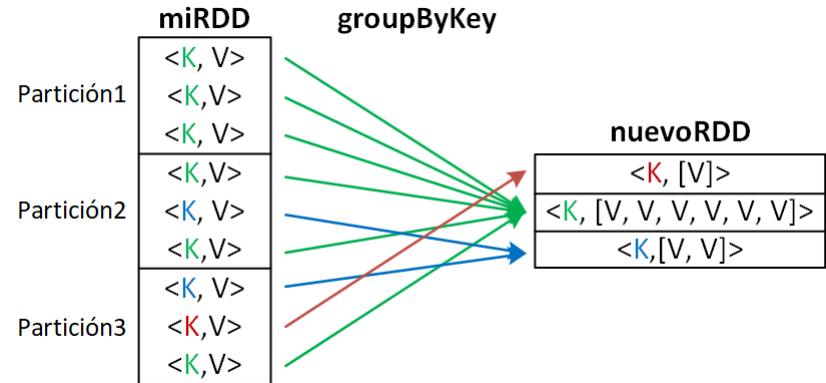 miRDD
groupByKey
Partición1
<K, V>
<K,V>
<K, V>
Partición2
<K,V>
<K, V>
<K,V>
Partición3
<K, V>
<K,V>
<K,V>
nuevoRDD
<K, [V]>
<K, [V, V, V, V, V, V]>
<K,[V, V]>